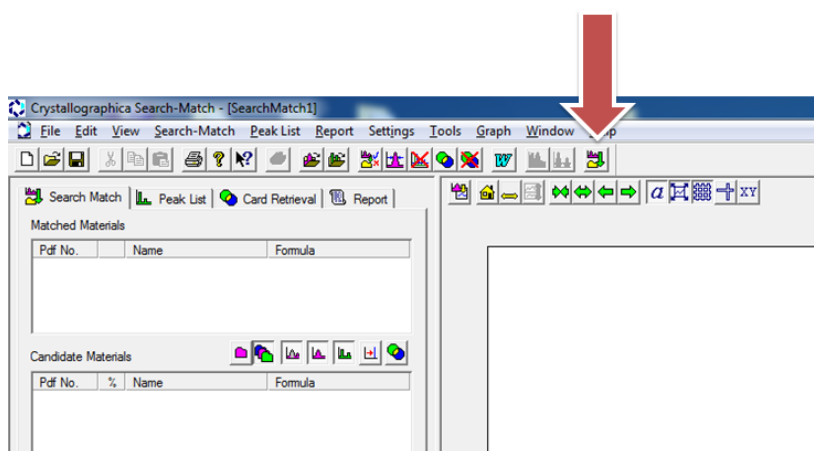 Crystallographica Search-Match - [SearchMatch1]
File Edit View Search-Match Peak List Report Settings Tools Graph Window
W
Search Match Peak List Card Retrieval Report
a XY
Matched Materials
Pdf No. Name Formula
Candidate Materials
Pdf No. % Name Formula